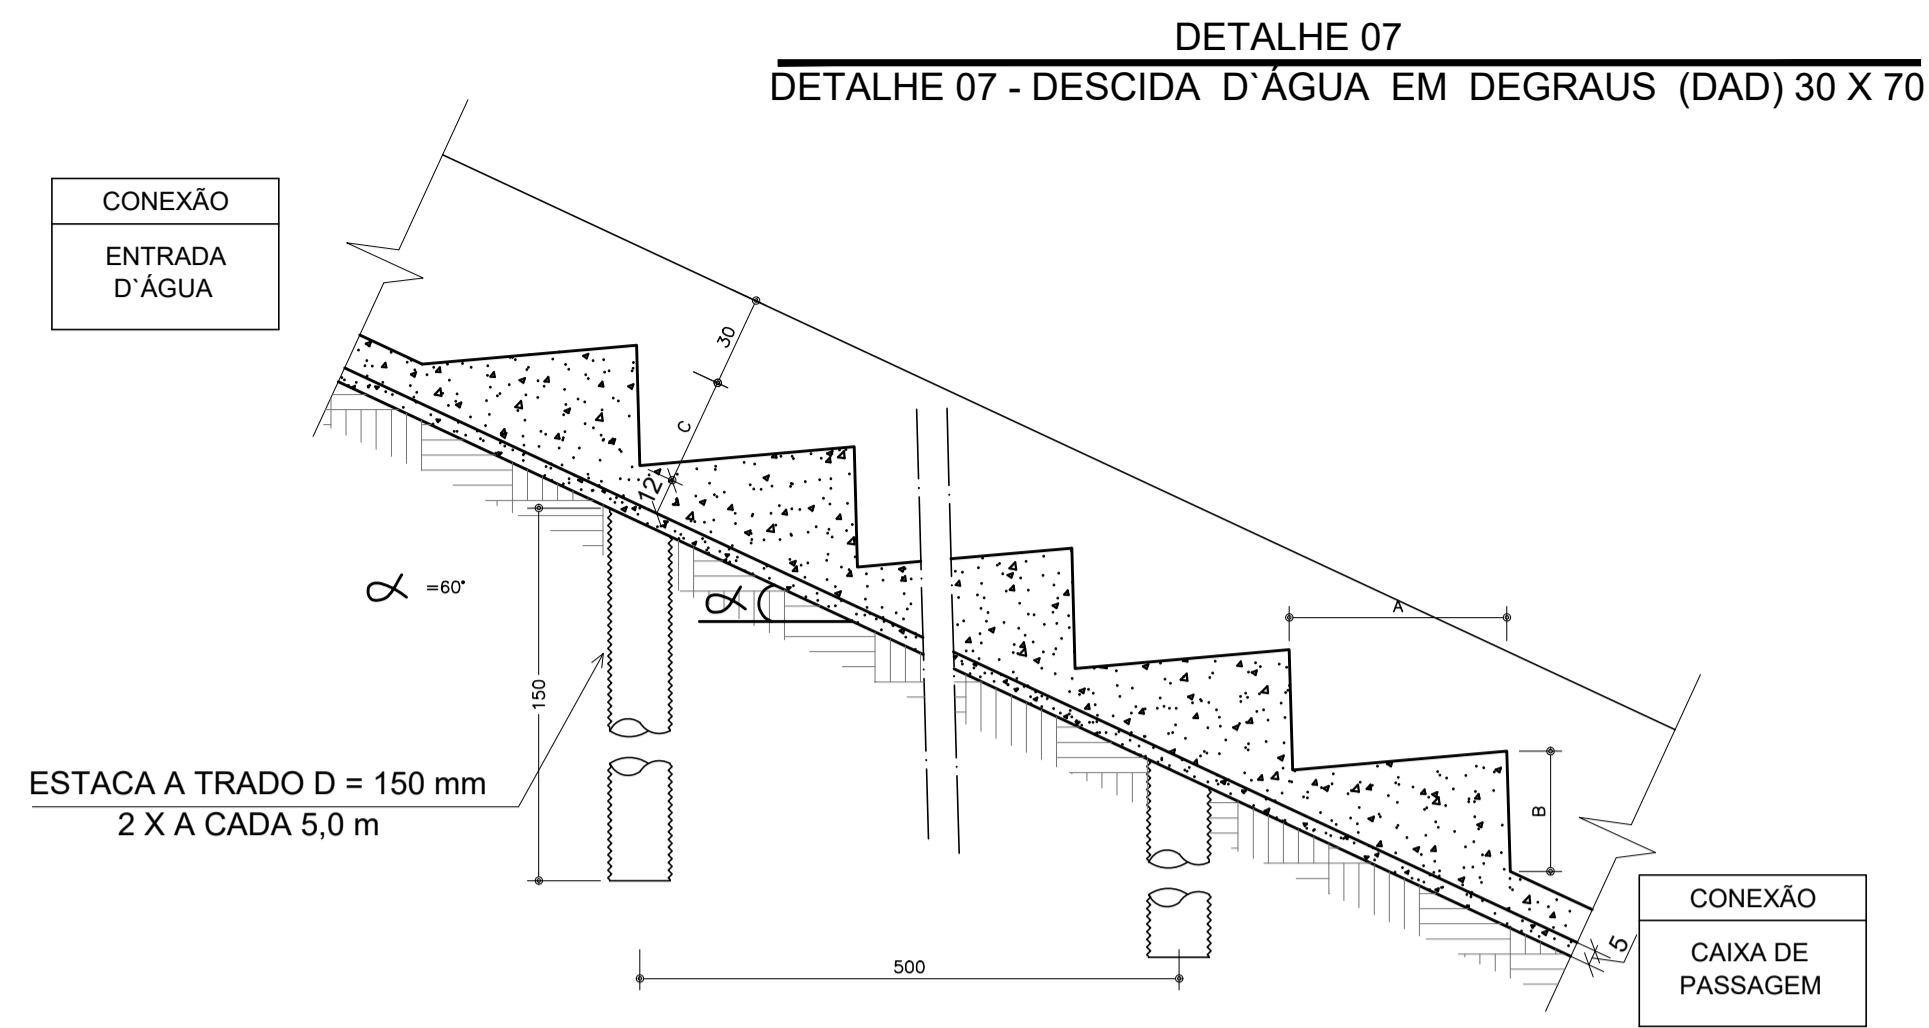 DETALHE 07
DETALHE 07 - DESCIDA D`ÁGUA EM DEGRAUS (DAD) 30 X 70
CONEXÃO
ENTRADA
D`ÁGUA
30
C
12
α =60°
α
A
150
B
ESTACA A TRADO D = 150 mm
2 X A CADA 5,0 m
500
5
CONEXÃO
CAIXA DE
PASSAGEM